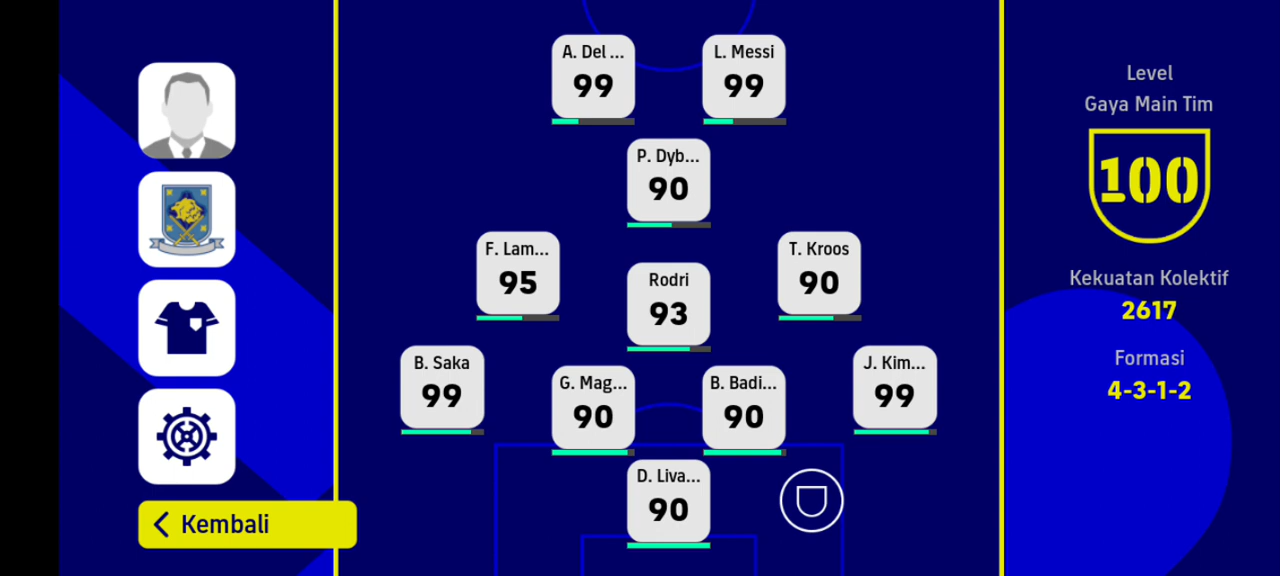 A. Del ...
99
L. Messi
99
P. Dyb...
90
F. Lam...
95
Rodri
93
T. Kroos
90
B. Saka
99
G. Mag...
90
B. Badi...
90
J. Kim...
99
D. Liva...
90
Kembali
Level
Gaya Main Tim
100
Kekuatan Kolektif
2617
Formasi
4-3-1-2